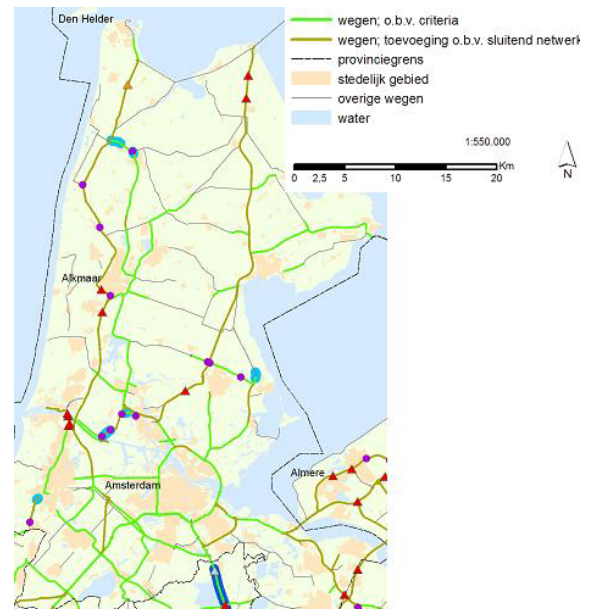 Den Helder
wegen; o.b.v. criteria
wegen; toevoeging o.b.v. sluitend netwerk
provinciegrens
stedelijk gebied
overige wegen
water
1:550.000
Km
0 2,5 5 10 15 20
N
Alkmaar
Almere
Amsterdam